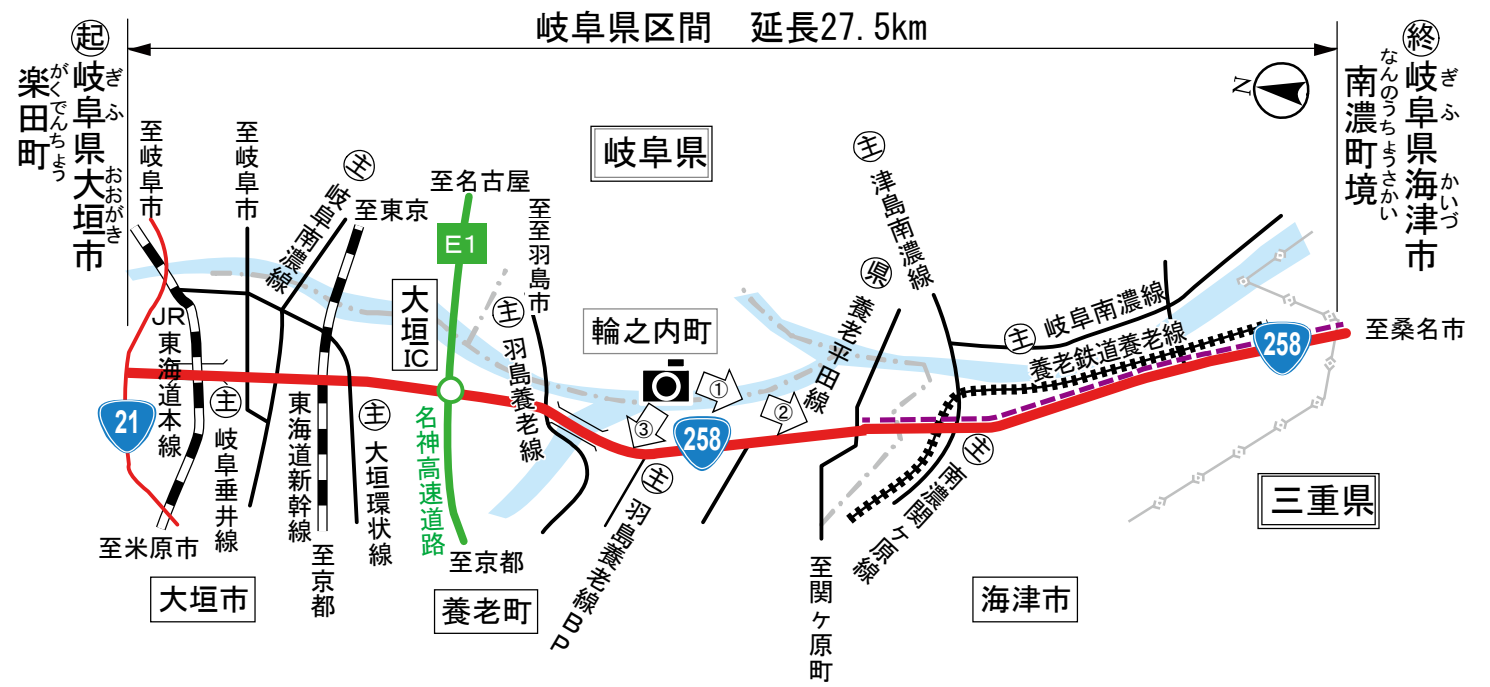 岐阜県区間　延長27.5km
起
岐阜県大垣市
ぎふ
おおがき
楽田町
がくでんちょう
終
岐阜県海津市
ぎふ
かいづ
南濃町境
なんのうちょうさかい
N
岐阜県
至岐阜市
至岐阜市
主
岐阜南濃線
至東京
至名古屋
E1
至至羽島市
大垣IC
主
羽島養老線
輪之内町
主
津島南濃線
県
養老平田線
主
岐阜南濃線
養老鉄道養老線
258
至桑名市
JR東海道本線
21
主
岐阜垂井線
東海道新幹線
主
大垣環状線
名神高速道路
①
②
③
258
主
羽島養老線BP
主
南濃関ヶ原線
三重県
至米原市
至京都
至京都
至関ヶ原町
大垣市
養老町
海津市